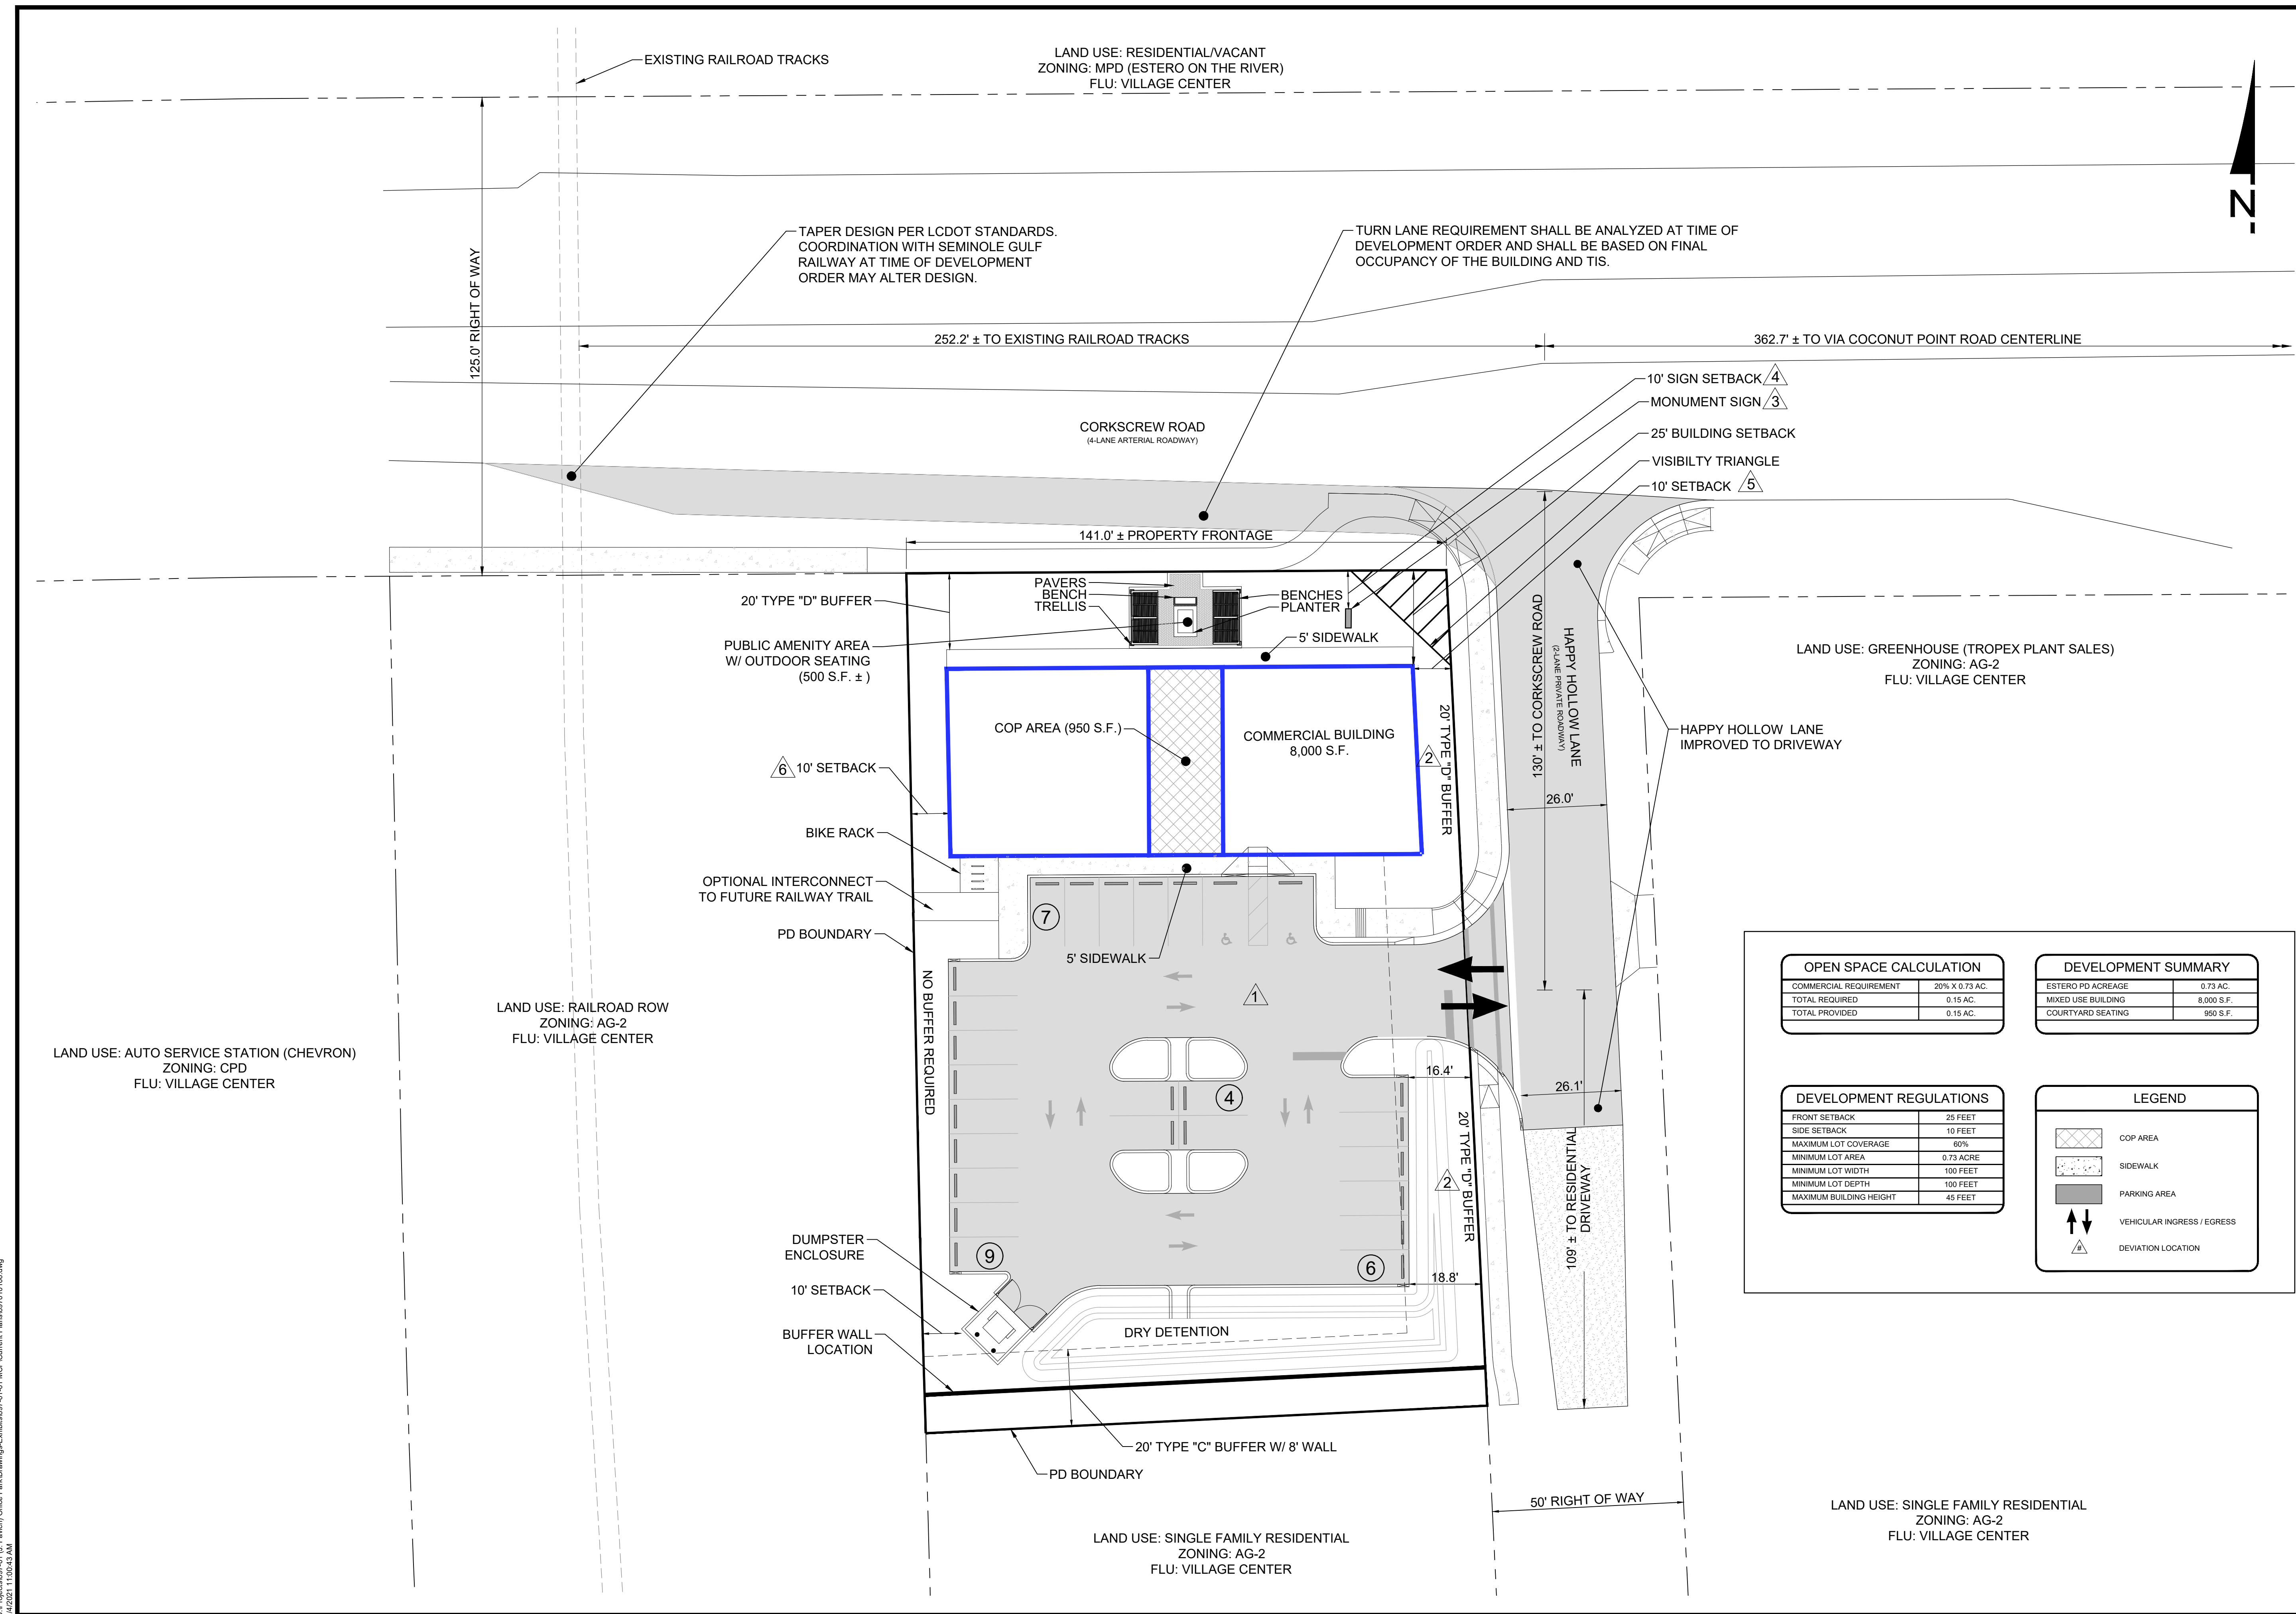 EXISTING RAILROAD TRACKS
LAND USE: RESIDENTIAL/VACANT
ZONING: MPD (ESTERO ON THE RIVER)
FLU: VILLAGE CENTER
N
125.0' RIGHT OF WAY
TAPER DESIGN PER LCDOT STANDARDS.
COORDINATION WITH SEMINOLE GULF
RAILWAY AT TIME OF DEVELOPMENT
ORDER MAY ALTER DESIGN.
TURN LANE REQUIREMENT SHALL BE ANALYZED AT TIME OF
DEVELOPMENT ORDER AND SHALL BE BASED ON FINAL
OCCUPANCY OF THE BUILDING AND TIS.
252.2' ± TO EXISTING RAILROAD TRACKS
362.7' ± TO VIA COCONUT POINT ROAD CENTERLINE
10' SIGN SETBACK 4
MONUMENT SIGN 3
25' BUILDING SETBACK
VISIBILTY TRIANGLE
10' SETBACK 5
CORKSCREW ROAD
(4-LANE ARTERIAL ROADWAY)
141.0' ± PROPERTY FRONTAGE
PAVERS
BENCH
TRELLIS
BENCHES
PLANTER
5' SIDEWALK
20' TYPE "D" BUFFER
PUBLIC AMENITY AREA
W/ OUTDOOR SEATING
(500 S.F. ± )
COP AREA (950 S.F.)
COMMERCIAL BUILDING
8,000 S.F.
2
20' TYPE "D" BUFFER
130' ± TO CORKSCREW ROAD
HAPPY HOLLOW LANE
(2-LANE PRIVATE ROADWAY)
26.0'
LAND USE: GREENHOUSE (TROPEX PLANT SALES)
ZONING: AG-2
FLU: VILLAGE CENTER
HAPPY HOLLOW LANE
IMPROVED TO DRIVEWAY
6 10' SETBACK
BIKE RACK
OPTIONAL INTERCONNECT
TO FUTURE RAILWAY TRAIL
PD BOUNDARY
7
5' SIDEWALK
1
NO BUFFER REQUIRED
LAND USE: RAILROAD ROW
ZONING: AG-2
FLU: VILLAGE CENTER
LAND USE: AUTO SERVICE STATION (CHEVRON)
ZONING: CPD
FLU: VILLAGE CENTER
4
16.4'
26.1'
2
20' TYPE "D" BUFFER
109' ± TO RESIDENTIAL
DRIVEWAY
9
6
18.8'
DUMPSTER
ENCLOSURE
10' SETBACK
BUFFER WALL
LOCATION
DRY DETENTION
20' TYPE "C" BUFFER W/ 8' WALL
PD BOUNDARY
50' RIGHT OF WAY
LAND USE: SINGLE FAMILY RESIDENTIAL
ZONING: AG-2
FLU: VILLAGE CENTER
LAND USE: SINGLE FAMILY RESIDENTIAL
ZONING: AG-2
FLU: VILLAGE CENTER
OPEN SPACE CALCULATION
COMMERCIAL REQUIREMENT 20% X 0.73 AC.
TOTAL REQUIRED 0.15 AC.
TOTAL PROVIDED 0.15 AC.
DEVELOPMENT SUMMARY
ESTERO PD ACREAGE 0.73 AC.
MIXED USE BUILDING 8,000 S.F.
COURTYARD SEATING 950 S.F.
DEVELOPMENT REGULATIONS
FRONT SETBACK 25 FEET
SIDE SETBACK 10 FEET
MAXIMUM LOT COVERAGE 60%
MINIMUM LOT AREA 0.73 ACRE
MINIMUM LOT WIDTH 100 FEET
MINIMUM LOT DEPTH 100 FEET
MAXIMUM BUILDING HEIGHT 45 FEET
LEGEND
COP AREA
SIDEWALK
PARKING AREA
VEHICULAR INGRESS / EGRESS
# DEVIATION LOCATION
/4/2021 11:00:43 AM